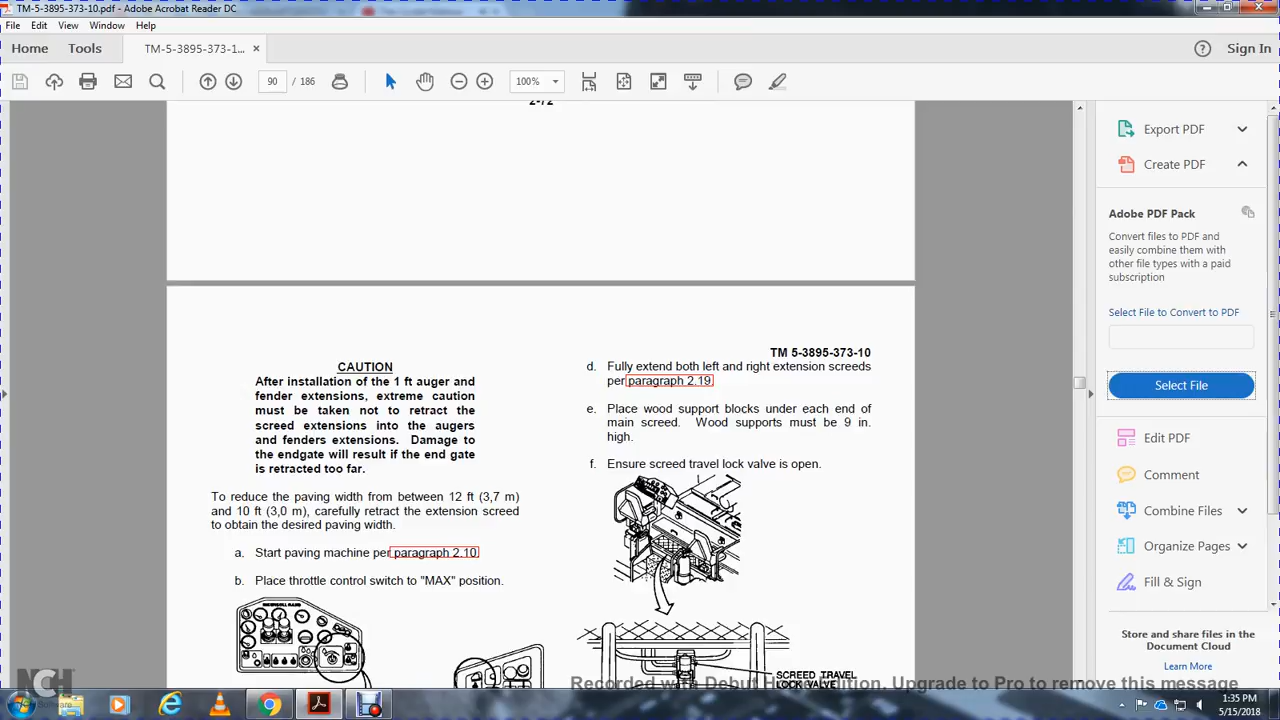 TM-5-3895-373-10.pdf - Adobe Acrobat Reader DC
File Edit View Window Help
Home Tools TM-5-3895-373-1... × Sign In
90 / 186 100%
2-72
CAUTION
After installation of the 1 ft auger and
fender extensions, extreme caution
must be taken not to retract the
screed extensions into the augers
and fenders extensions. Damage to
the endgate will result if the end gate
is retracted too far.
To reduce the paving width from between 12 ft (3,7 m)
and 10 ft (3,0 m), carefully retract the extension screed
to obtain the desired paving width.
a. Start paving machine per paragraph 2.10.
b. Place throttle control switch to "MAX" position.
TM 5-3895-373-10
d. Fully extend both left and right extension screeds
per paragraph 2.19.
e. Place wood support blocks under each end of
main screed. Wood supports must be 9 in.
high.
f. Ensure screed travel lock valve is open.
SCREED TRAVEL
LOCK VALVE
Export PDF
Create PDF
Adobe PDF Pack
Convert files to PDF and
easily combine them with
other file types with a paid
subscription
Select File to Convert to PDF
Select File
Edit PDF
Comment
Combine Files
Organize Pages
Fill & Sign
Store and share files in the
Document Cloud
Learn More
NCH
Software
Recorded with Debut Home Edition. Upgrade to Pro to remove this message
1:35 PM
5/15/2018